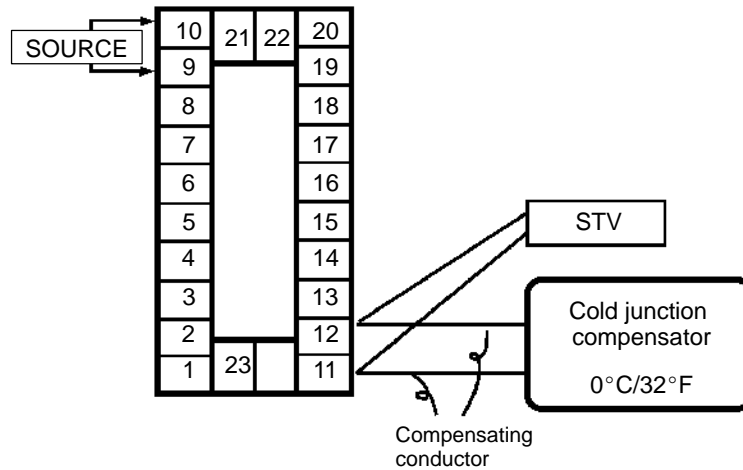 10 21 22 20
SOURCE
9 19
8 18
7 17
6 16
5 15
STV
4 14
3 13
2 12
1 23 11
Cold junction
compensator
0°C/32°F
Compensating
conductor